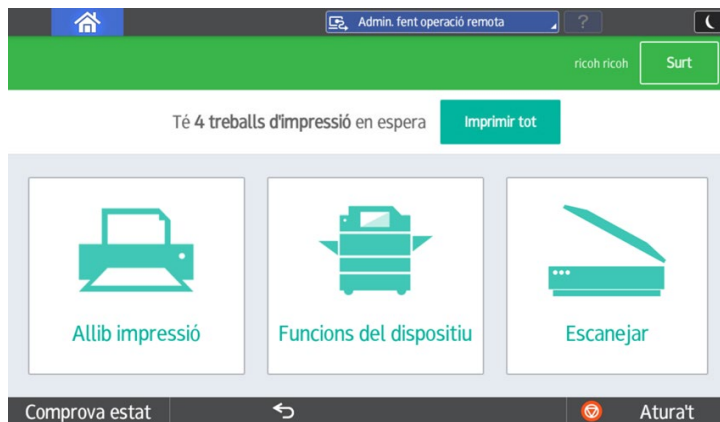 Admin. fent operació remota
?
ricoh ricoh
Surt
Té 4 treballs d'impressió en espera
Imprimir tot
Allib impressió
Funcions del dispositiu
Escanejar
Comprova estat
Atura't